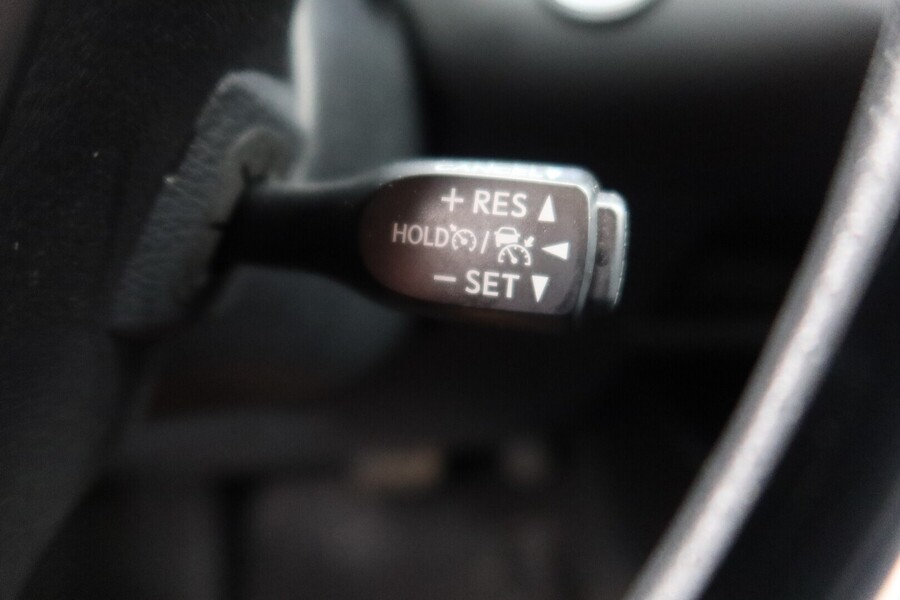 + RES ▲
HOLD / ◀
− SET ▼